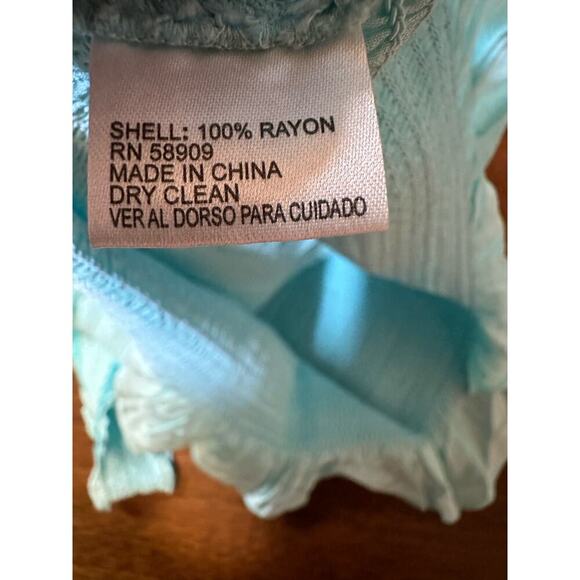 SHELL: 100% RAYON
RN 58909
MADE IN CHINA
DRY CLEAN
VER AL DORSO PARA CUIDADO